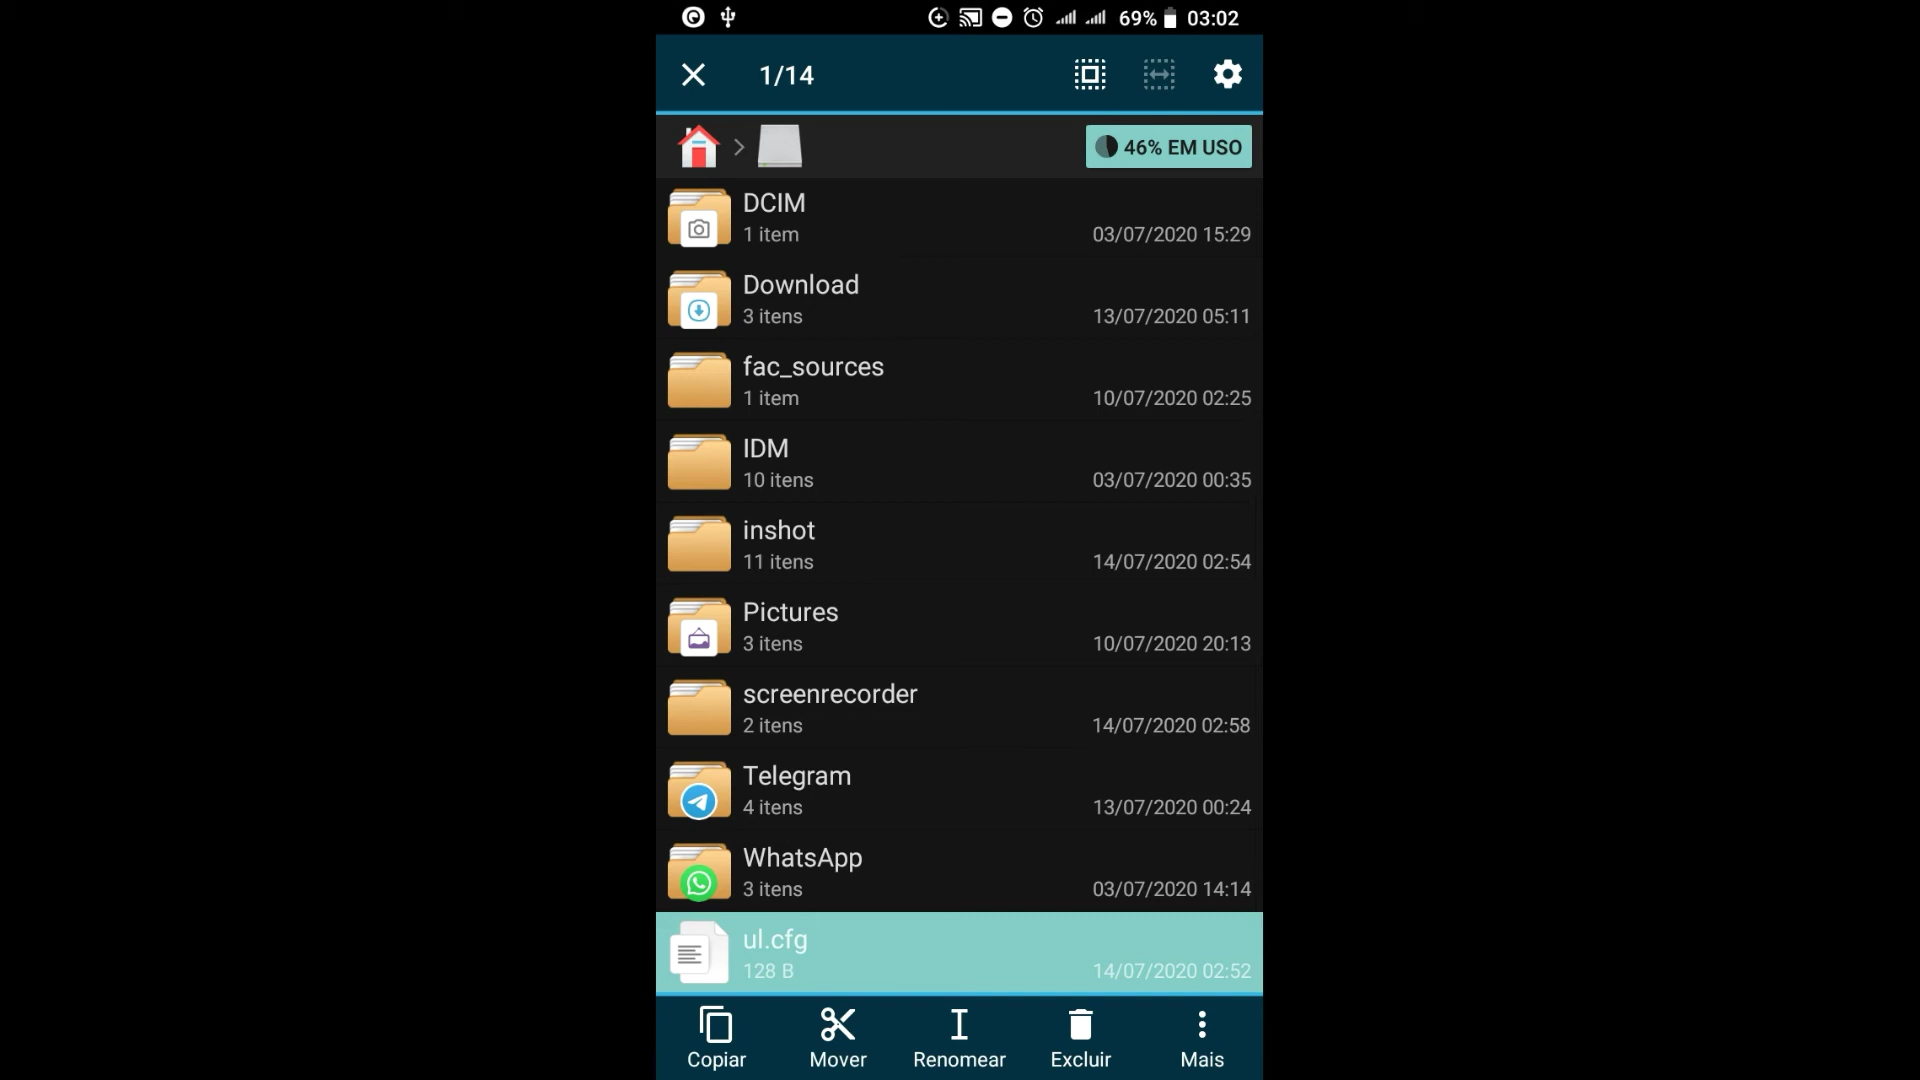 69% 03:02
1/14
46% EM USO
DCIM
1 item 03/07/2020 15:29
Download
3 itens 13/07/2020 05:11
fac_sources
1 item 10/07/2020 02:25
IDM
10 itens 03/07/2020 00:35
inshot
11 itens 14/07/2020 02:54
Pictures
3 itens 10/07/2020 20:13
screenrecorder
2 itens 14/07/2020 02:58
Telegram
4 itens 13/07/2020 00:24
WhatsApp
3 itens 03/07/2020 14:14
ul.cfg
128 B 14/07/2020 02:52
Copiar Mover Renomear Excluir Mais